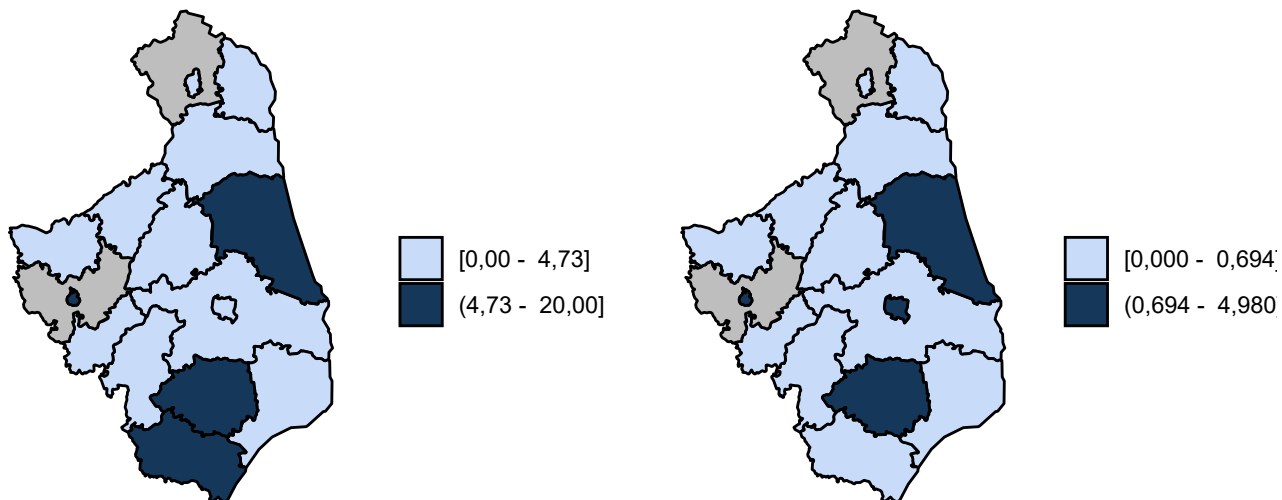 [0,00 - 4,73]
(4,73 - 20,00]
[0,000 - 0,694]
(0,694 - 4,980]